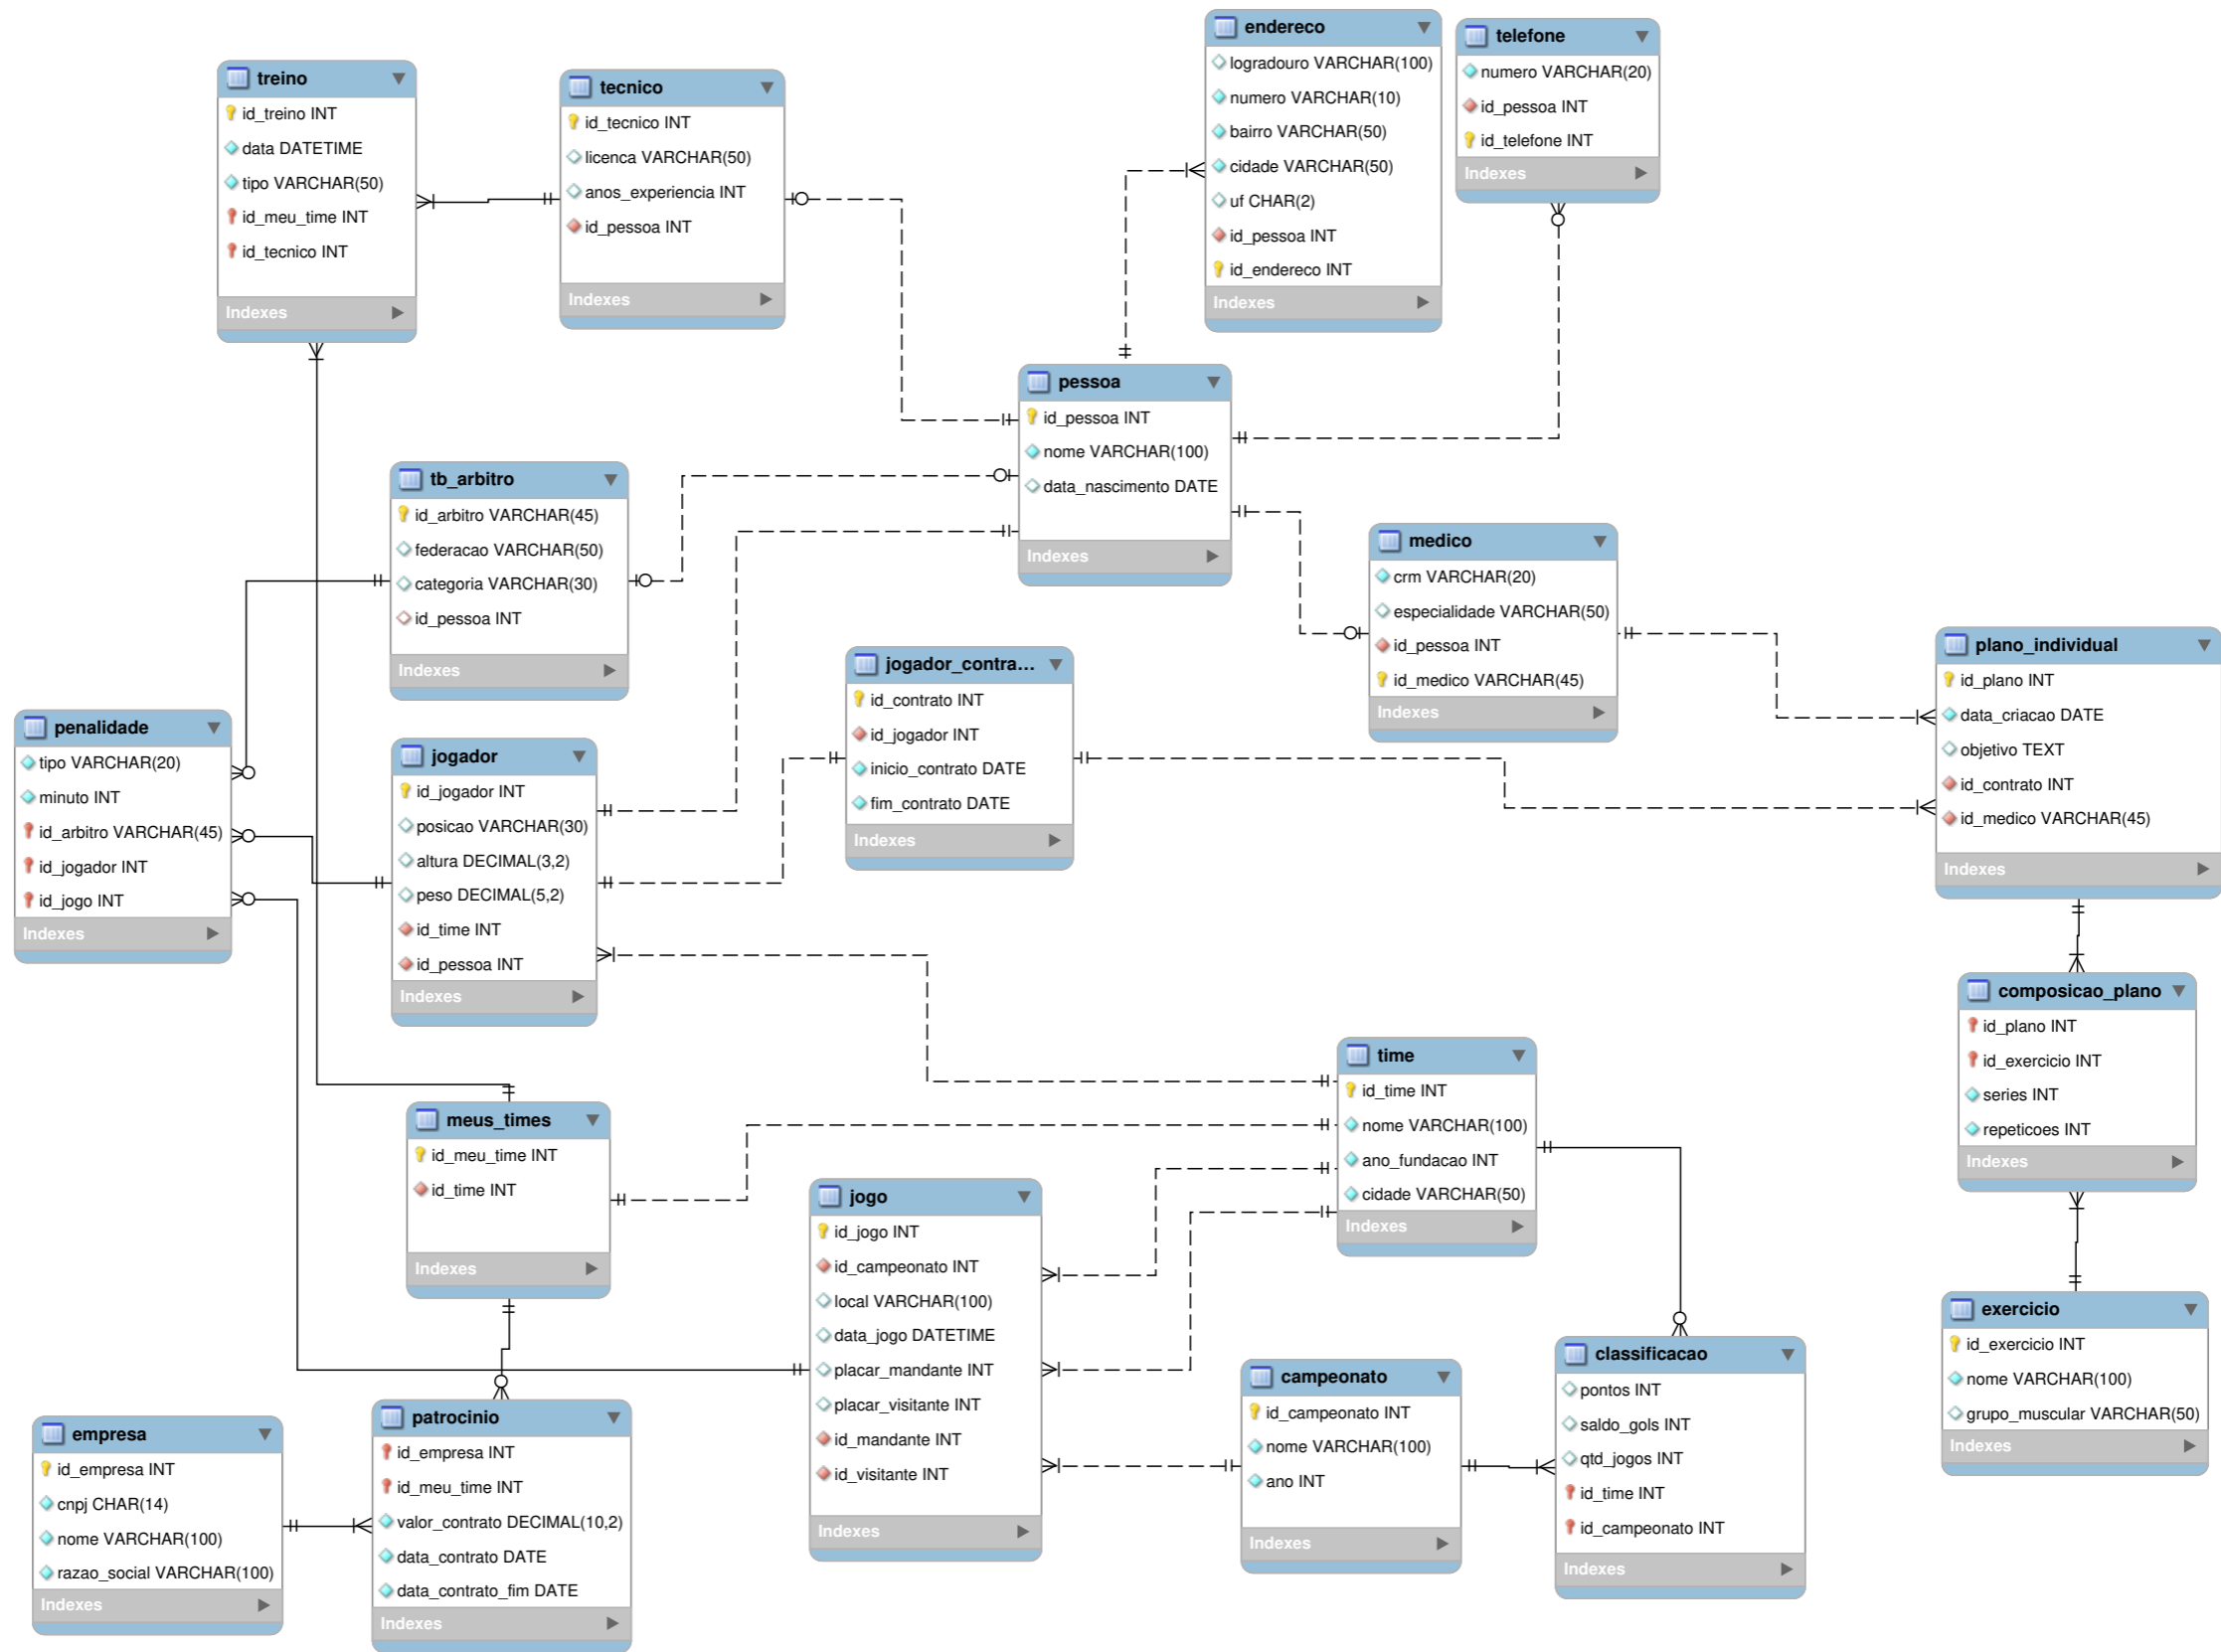 endereco
logradouro VARCHAR(100)
numero VARCHAR(10)
bairro VARCHAR(50)
cidade VARCHAR(50)
uf CHAR(2)
id_pessoa INT
id_endereco INT
Indexes
telefone
numero VARCHAR(20)
id_pessoa INT
id_telefone INT
Indexes
treino
id_treino INT
data DATETIME
tipo VARCHAR(50)
id_meu_time INT
id_tecnico INT
Indexes
tecnico
id_tecnico INT
licenca VARCHAR(50)
anos_experiencia INT
id_pessoa INT
Indexes
pessoa
id_pessoa INT
nome VARCHAR(100)
data_nascimento DATE
Indexes
tb_arbitro
id_arbitro VARCHAR(45)
federacao VARCHAR(50)
categoria VARCHAR(30)
id_pessoa INT
Indexes
medico
crm VARCHAR(20)
especialidade VARCHAR(50)
id_pessoa INT
id_medico VARCHAR(45)
Indexes
plano_individual
id_plano INT
data_criacao DATE
objetivo TEXT
id_contrato INT
id_medico VARCHAR(45)
Indexes
jogador_contra...
id_contrato INT
id_jogador INT
inicio_contrato DATE
fim_contrato DATE
Indexes
penalidade
tipo VARCHAR(20)
minuto INT
id_arbitro VARCHAR(45)
id_jogador INT
id_jogo INT
Indexes
jogador
id_jogador INT
posicao VARCHAR(30)
altura DECIMAL(3,2)
peso DECIMAL(5,2)
id_time INT
id_pessoa INT
Indexes
composicao_plano
id_plano INT
id_exercicio INT
series INT
repeticoes INT
Indexes
time
id_time INT
nome VARCHAR(100)
ano_fundacao INT
cidade VARCHAR(50)
Indexes
meus_times
id_meu_time INT
id_time INT
Indexes
jogo
id_jogo INT
id_campeonato INT
local VARCHAR(100)
data_jogo DATETIME
placar_mandante INT
placar_visitante INT
id_mandante INT
id_visitante INT
Indexes
exercicio
id_exercicio INT
nome VARCHAR(100)
grupo_muscular VARCHAR(50)
Indexes
classificacao
pontos INT
saldo_gols INT
qtd_jogos INT
id_time INT
id_campeonato INT
Indexes
campeonato
id_campeonato INT
nome VARCHAR(100)
ano INT
Indexes
patrocinio
id_empresa INT
id_meu_time INT
valor_contrato DECIMAL(10,2)
data_contrato DATE
data_contrato_fim DATE
Indexes
empresa
id_empresa INT
cnpj CHAR(14)
nome VARCHAR(100)
razao_social VARCHAR(100)
Indexes